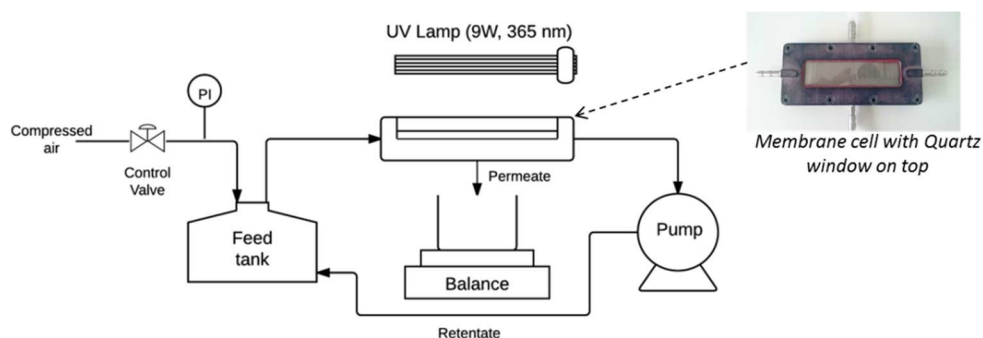 UV Lamp (9W, 365 nm)
PI
Compressed
air
Control
Valve
Membrane cell with Quartz
window on top
Permeate
Feed
tank
Pump
Balance
Retentate